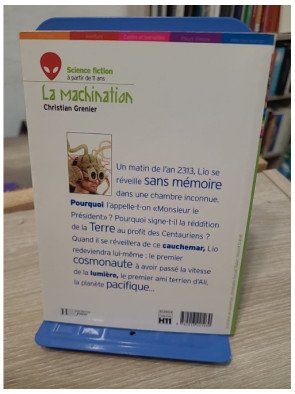 Science fiction
à partir de 11 ans
La machination
Christian Grenier
Un matin de l'an 2313, Lio se
réveille sans mémoire
dans une chambre inconnue.
Pourquoi l'appelle-t-on «Monsieur le
Président» ? Pourquoi signe-t-il la reddition
de la Terre au profit des Centauriens ?
Quand il se réveillera de ce cauchemar, Lio
redeviendra lui-même : le premier
cosmonaute à avoir passé la vitesse
de la lumière, le premier ami terrien d'Ali,
la planète pacifique...
H